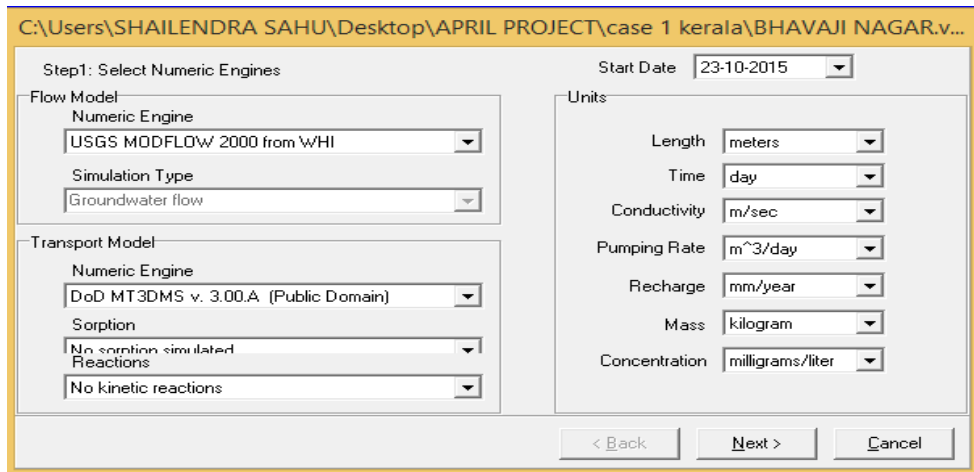 C:\Users\SHAILENDRA SAHU\Desktop\APRIL PROJECT\case 1 kerala\BHAVAJI NAGAR.v...
Step1: Select Numeric Engines
Start Date 23-10-2015
Flow Model
Numeric Engine
USGS MODFLOW 2000 from WHI
Simulation Type
Groundwater flow
Transport Model
Numeric Engine
DoD MT3DMS v. 3.00.A (Public Domain)
Sorption
No sorption simulated
Reactions
No kinetic reactions
Units
Length meters
Time day
Conductivity m/sec
Pumping Rate m^3/day
Recharge mm/year
Mass kilogram
Concentration milligrams/liter
< Back
Next >
Cancel